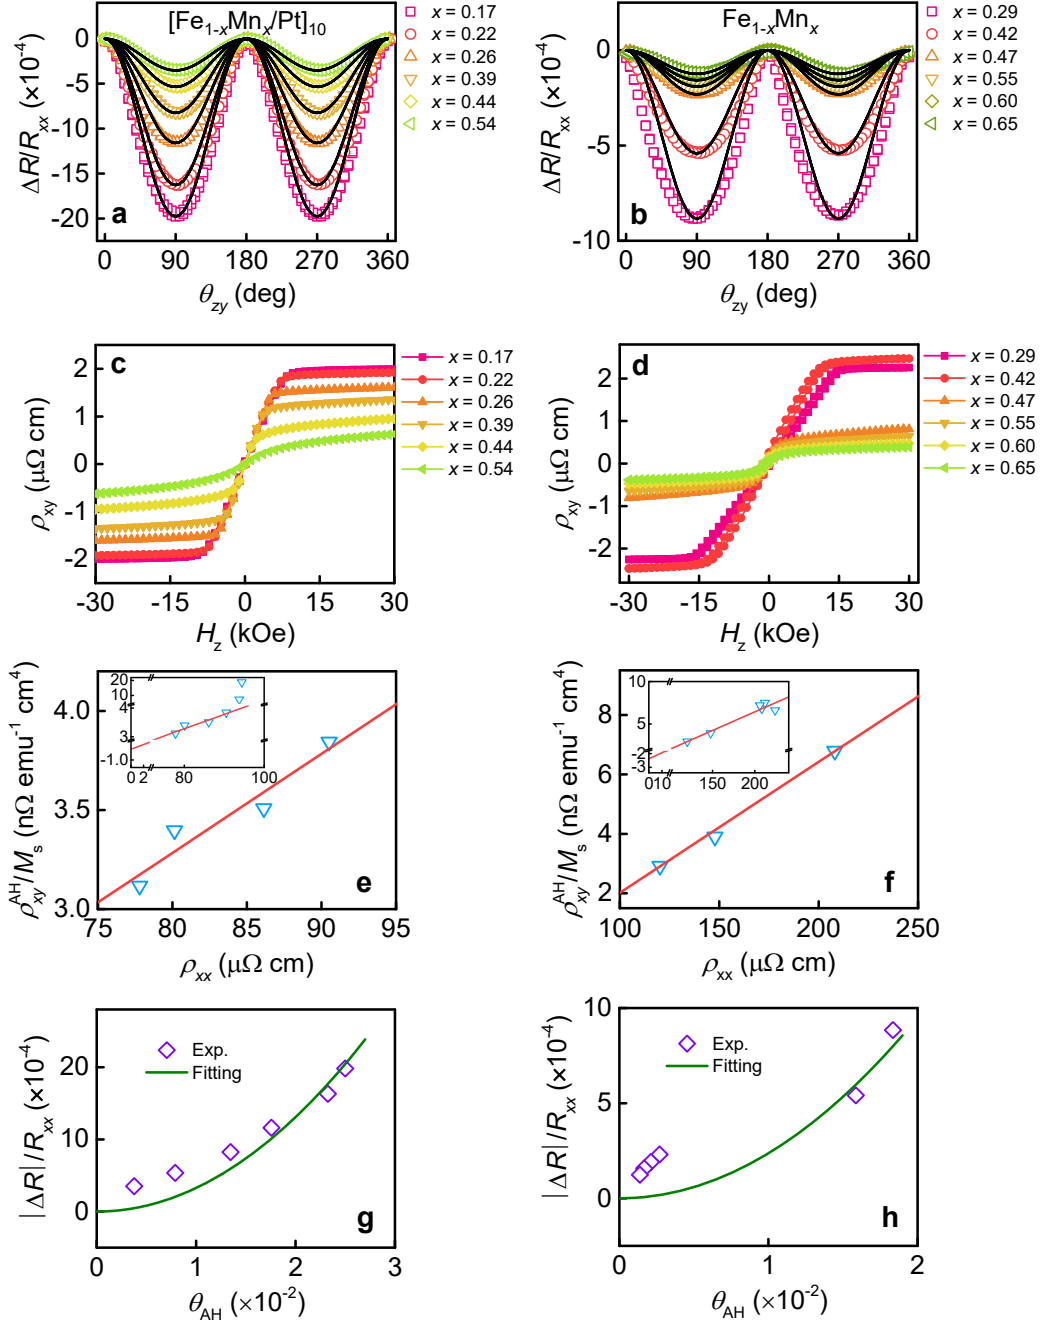 [Fe1-xMnx/Pt]10
x = 0.17
x = 0.22
x = 0.26
x = 0.39
x = 0.44
x = 0.54
0
-5
-10
-15
-20
ΔR/Rxx (×10-4)
a
0 90 180 270 360
θzy (deg)
Fe1-xMnx
x = 0.29
x = 0.42
x = 0.47
x = 0.55
x = 0.60
x = 0.65
0
-5
-10
ΔR/Rxx (×10-4)
b
0 90 180 270 360
θzy (deg)
c
x = 0.17
x = 0.22
x = 0.26
x = 0.39
x = 0.44
x = 0.54
2
1
0
-1
-2
ρxy (μΩ cm)
-30 -15 0 15 30
Hz (kOe)
d
x = 0.29
x = 0.42
x = 0.47
x = 0.55
x = 0.60
x = 0.65
2
1
0
-1
-2
ρxy (μΩ cm)
-30 -15 0 15 30
Hz (kOe)
4.0
3.5
3.0
ρxyAH/Ms (nΩ emu-1 cm4)
20
10
4
3
-1.0
0 2 80 100
e
75 80 85 90 95
ρxx (μΩ cm)
8
6
4
2
ρxyAH/Ms (nΩ emu-1 cm4)
10
5
-2
-3
0 10 150 200
f
100 150 200 250
ρxx (μΩ cm)
20
10
0
|ΔR|/Rxx (×10-4)
Exp.
Fitting
g
0 1 2 3
θAH (×10-2)
10
5
0
|ΔR|/Rxx (×10-4)
Exp.
Fitting
h
0 1 2
θAH (×10-2)